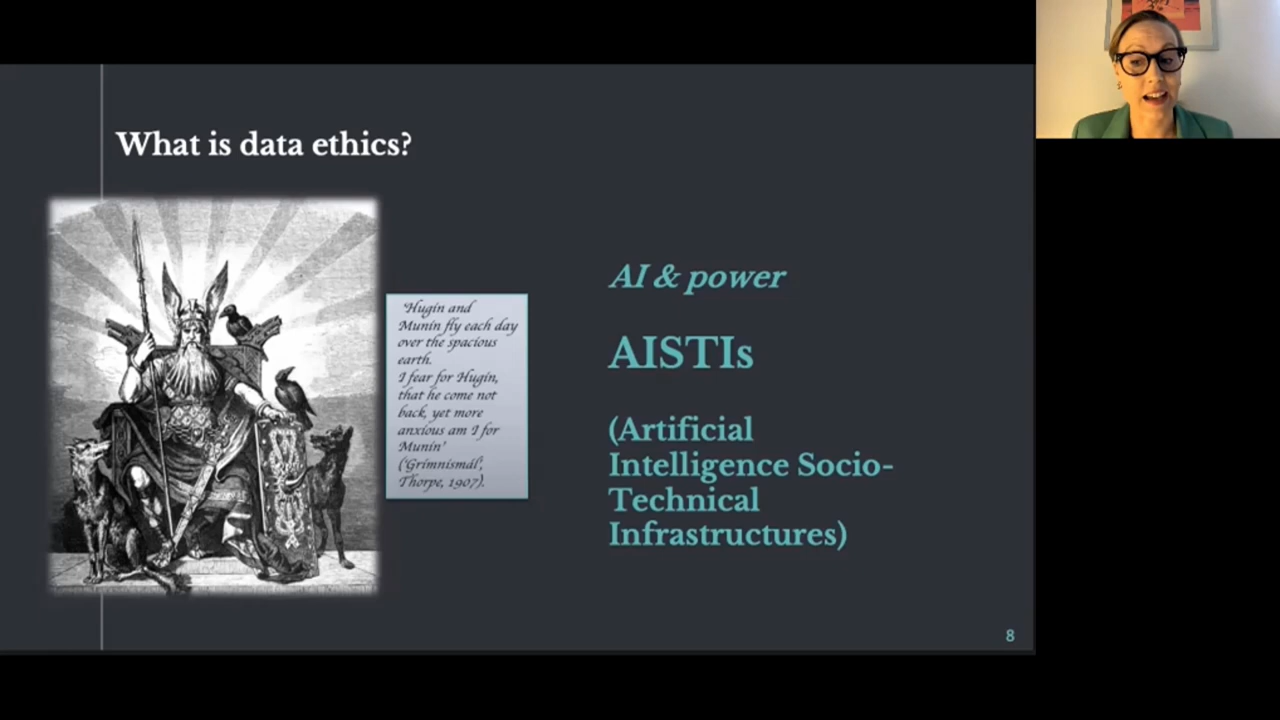 What is data ethics?
'Hugin and
Munin fly each day
over the spacious
earth.
I fear for Hugin,
that he come not
back, yet more
anxious am I for
Munin'
('Grimnismál',
Thorpe, 1907).
AI & power
AISTIs
(Artificial
Intelligence Socio-
Technical
Infrastructures)
8